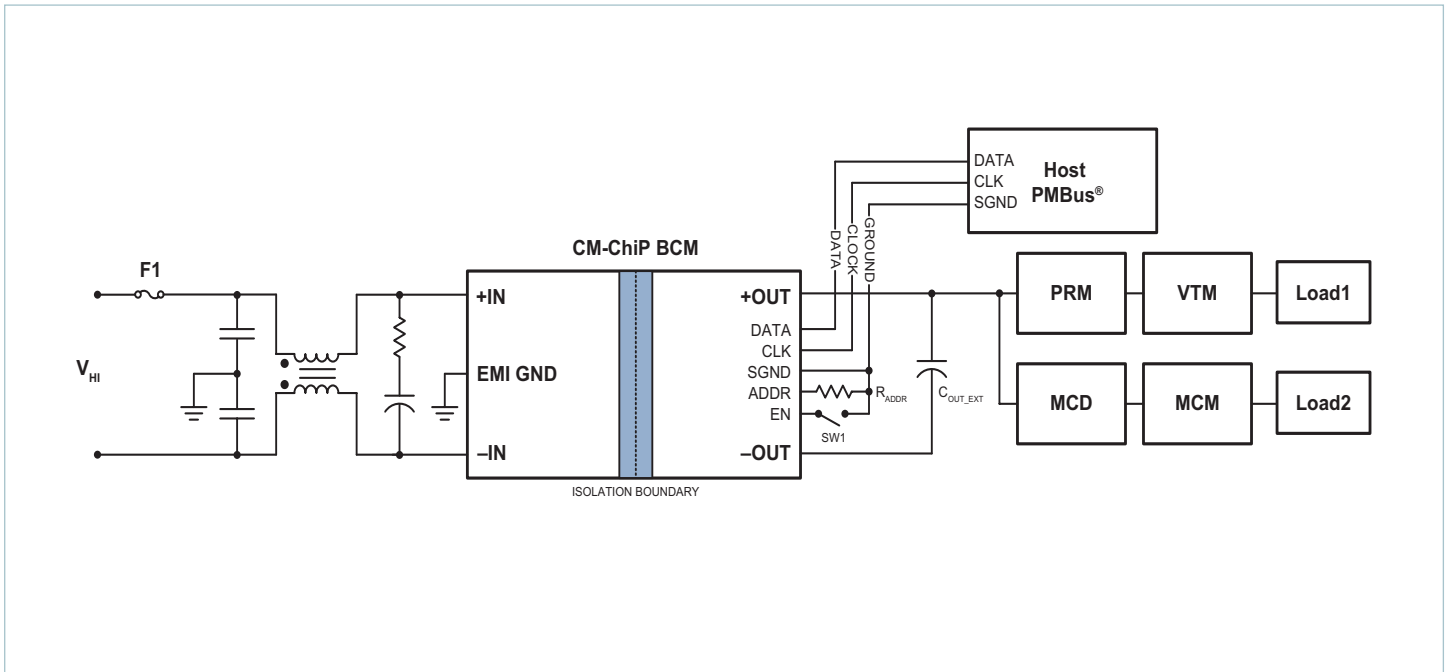 F1
V_HI
CM-ChiP BCM
+IN
EMI GND
–IN
+OUT
DATA
CLK
SGND
ADDR
EN
–OUT
ISOLATION BOUNDARY
R_ADDR
SW1
C_OUT_EXT
DATA
CLOCK
GROUND
DATA
CLK
SGND
Host
PMBus®
PRM
VTM
Load1
MCD
MCM
Load2